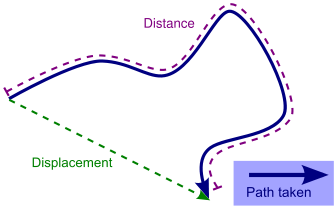 Distance
Displacement
Path taken